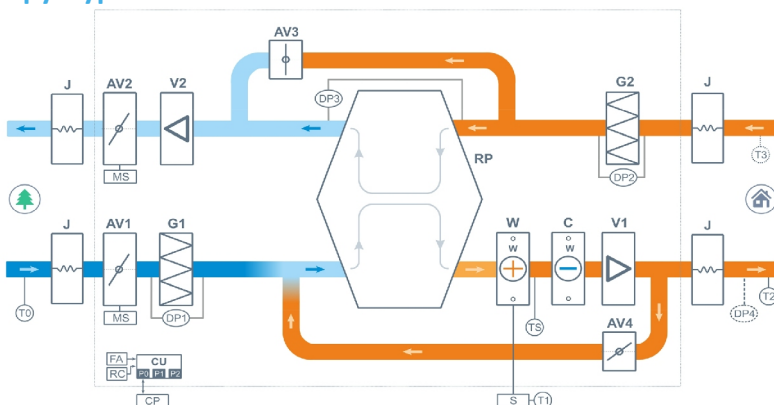 AV3
J
AV2
V2
DP3
G2
J
RP
MS
DP2
T3
J
AV1
G1
W
C
V1
J
W
W
T0
MS
DP1
TS
AV4
DP4
T2
FA
RC
CU
P0 P1 P2
CP
S
T1